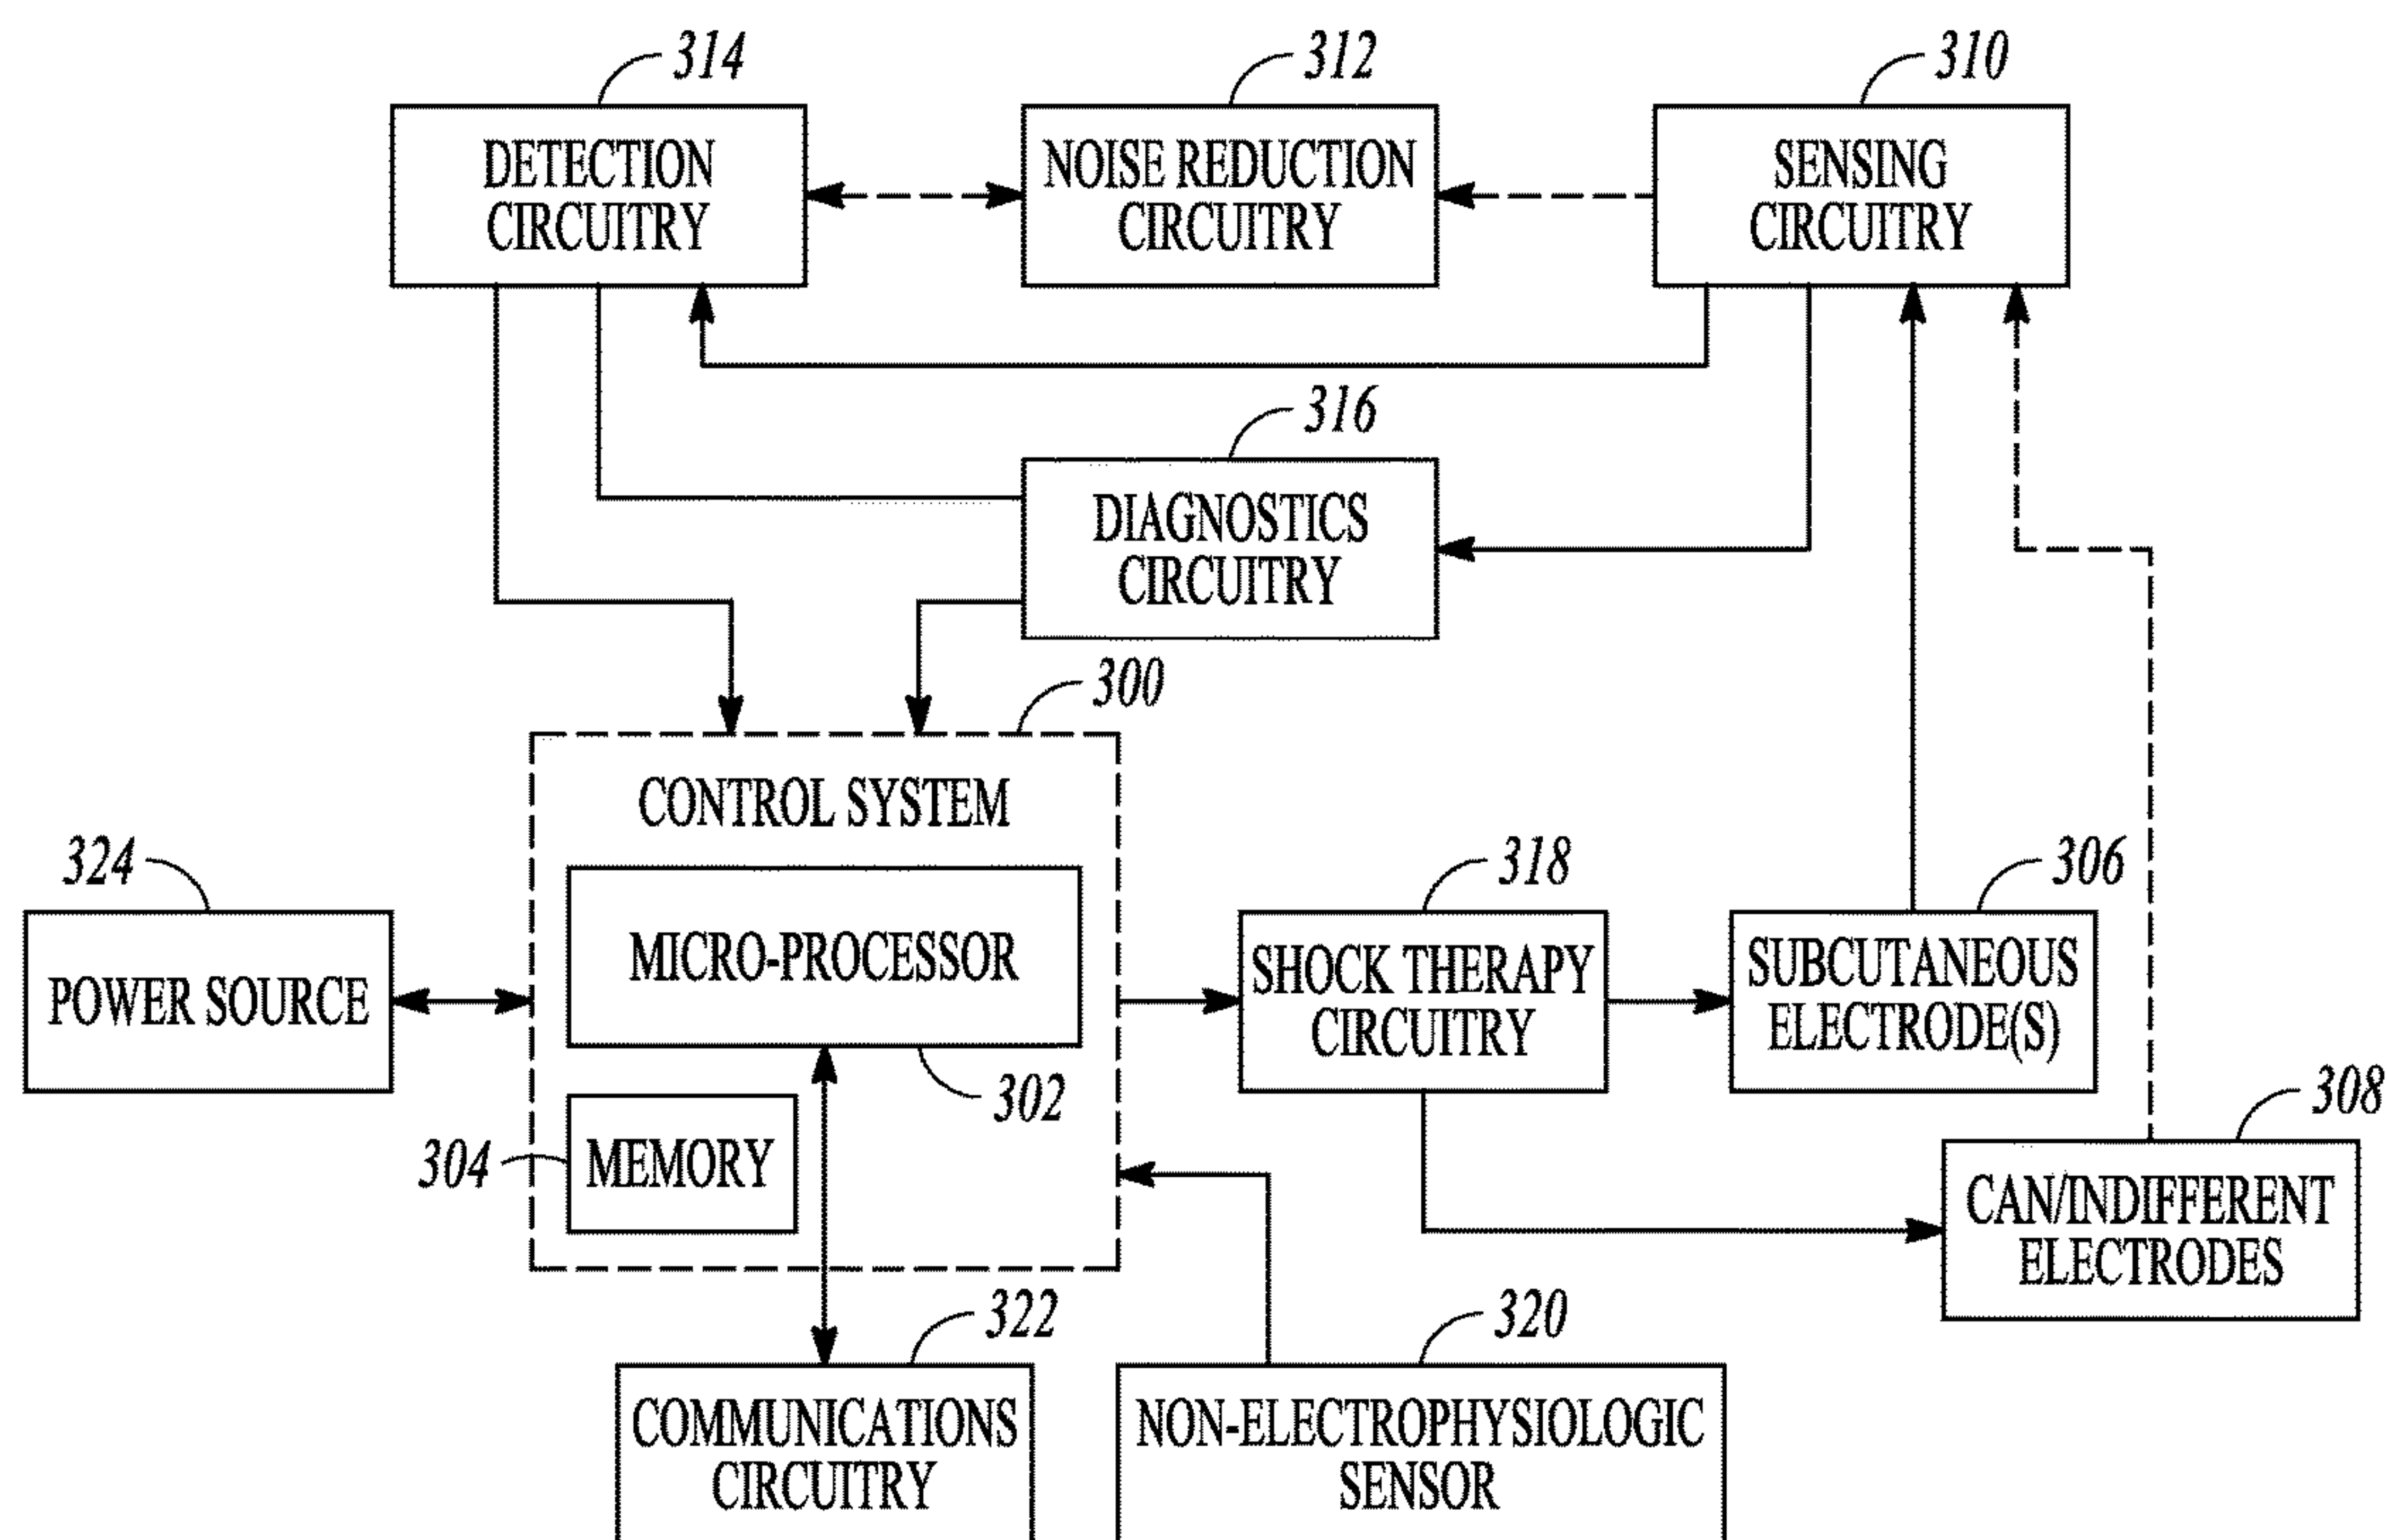 314
312
310
DETECTION
CIRCUITRY
NOISE REDUCTION
CIRCUITRY
SENSING
CIRCUITRY
316
DIAGNOSTICS
CIRCUITRY
300
CONTROL SYSTEM
324
318
306
POWER SOURCE
MICRO-PROCESSOR
SHOCK THERAPY
CIRCUITRY
SUBCUTANEOUS
ELECTRODE(S)
302
308
304
MEMORY
CAN/INDIFFERENT
ELECTRODES
322
320
COMMUNICATIONS
CIRCUITRY
NON-ELECTROPHYSIOLOGIC
SENSOR